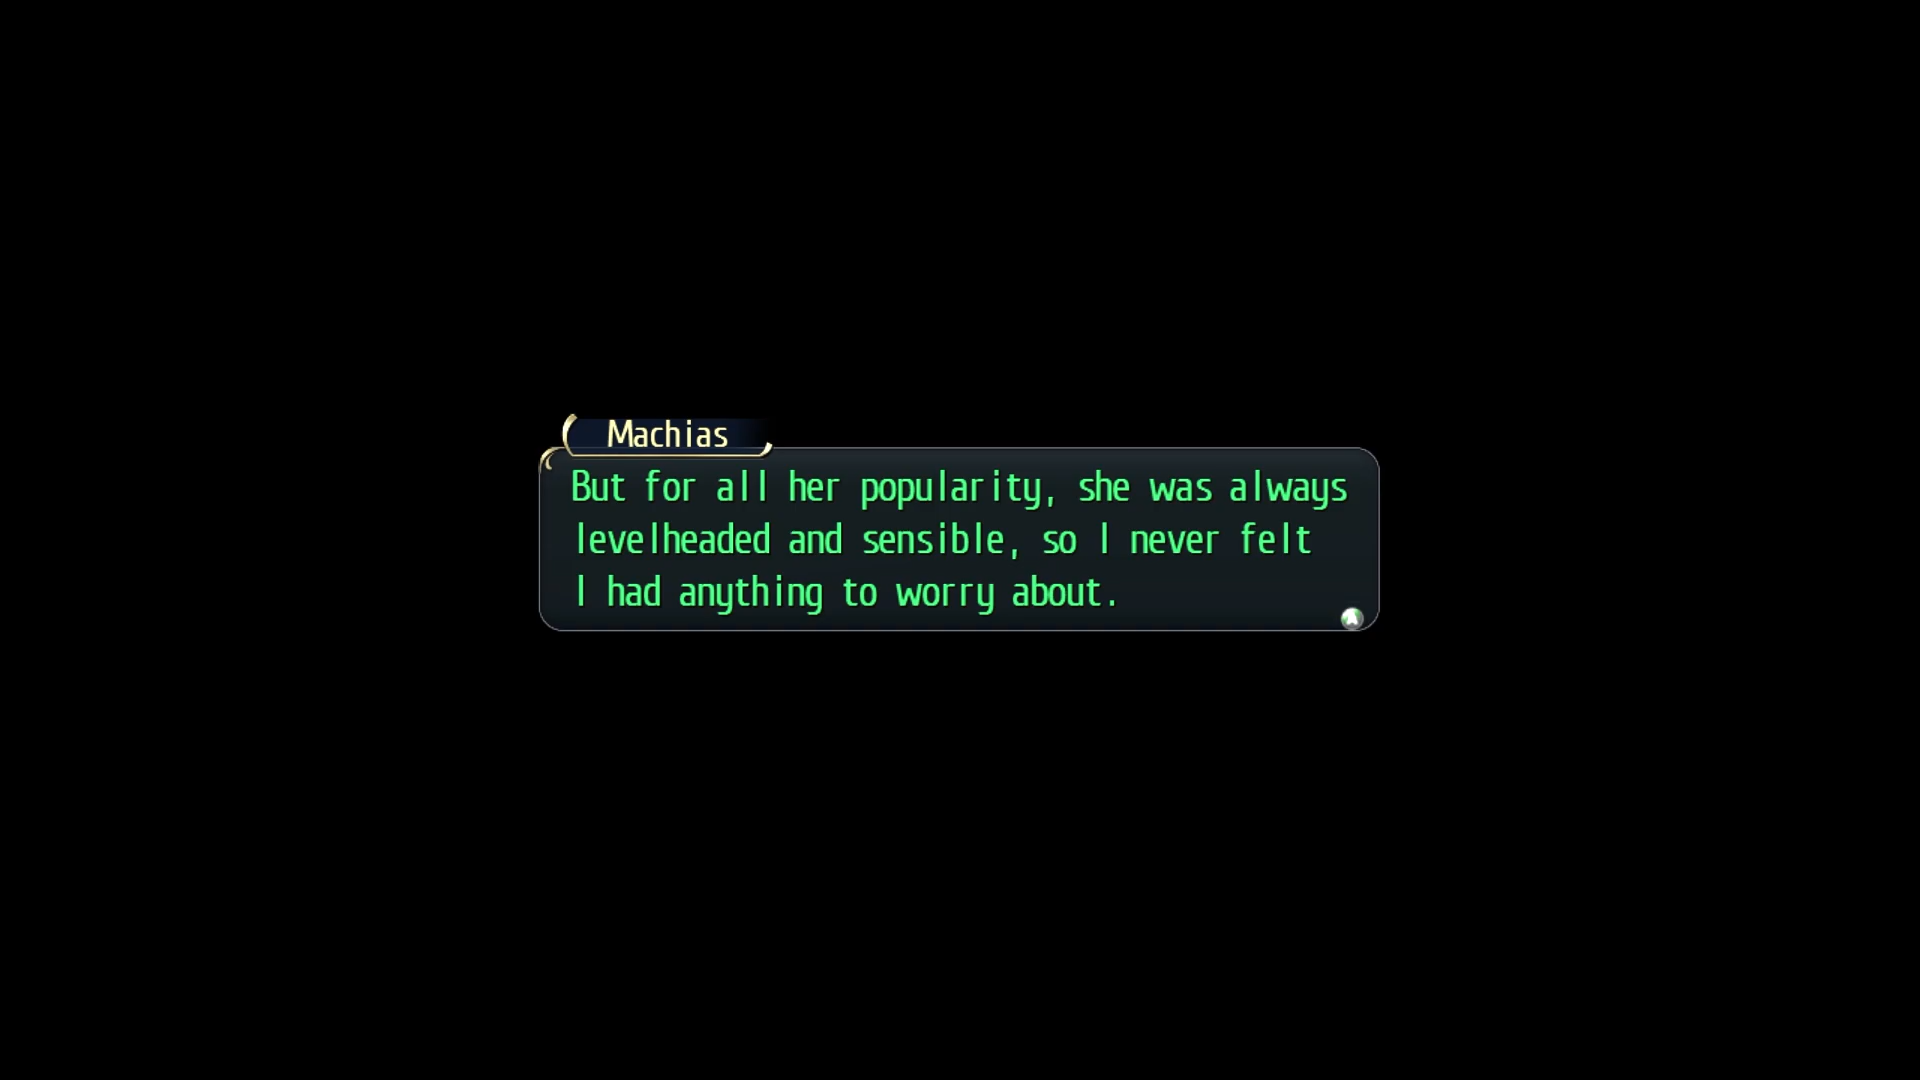 Machias
But for all her popularity, she was always
levelheaded and sensible, so I never felt
I had anything to worry about.
A